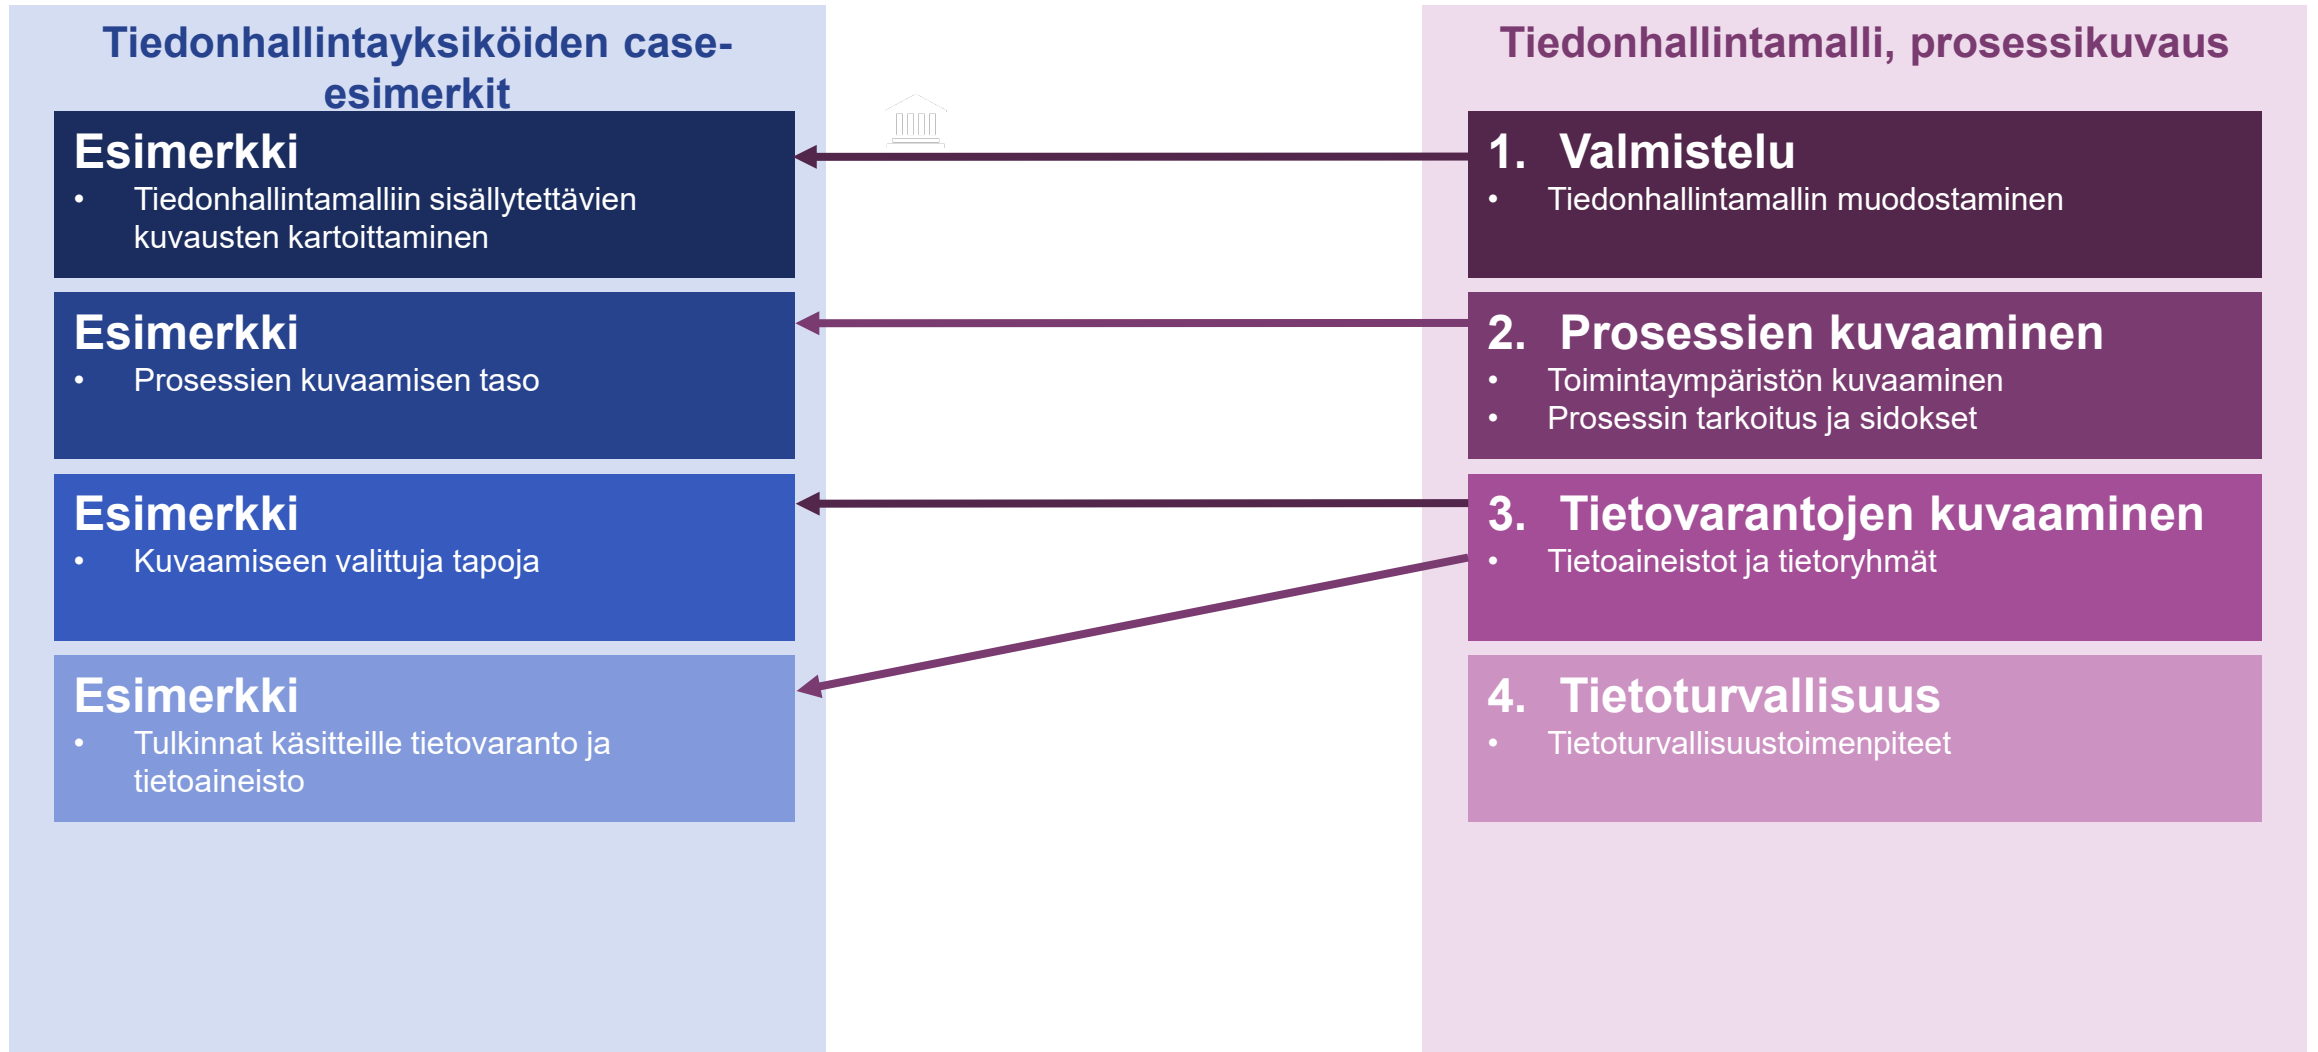 Tiedonhallintayksiköiden case-
esimerkit
Esimerkki
• Tiedonhallintamalliin sisällytettävien
kuvausten kartoittaminen
Esimerkki
• Prosessien kuvaamisen taso
Esimerkki
• Kuvaamiseen valittuja tapoja
Esimerkki
• Tulkinnat käsitteille tietovaranto ja
tietoaineisto
Tiedonhallintamalli, prosessikuvaus
1. Valmistelu
• Tiedonhallintamallin muodostaminen
2. Prosessien kuvaaminen
• Toimintaympäristön kuvaaminen
• Prosessin tarkoitus ja sidokset
3. Tietovarantojen kuvaaminen
• Tietoaineistot ja tietoryhmät
4. Tietoturvallisuus
• Tietoturvallisuustoimenpiteet